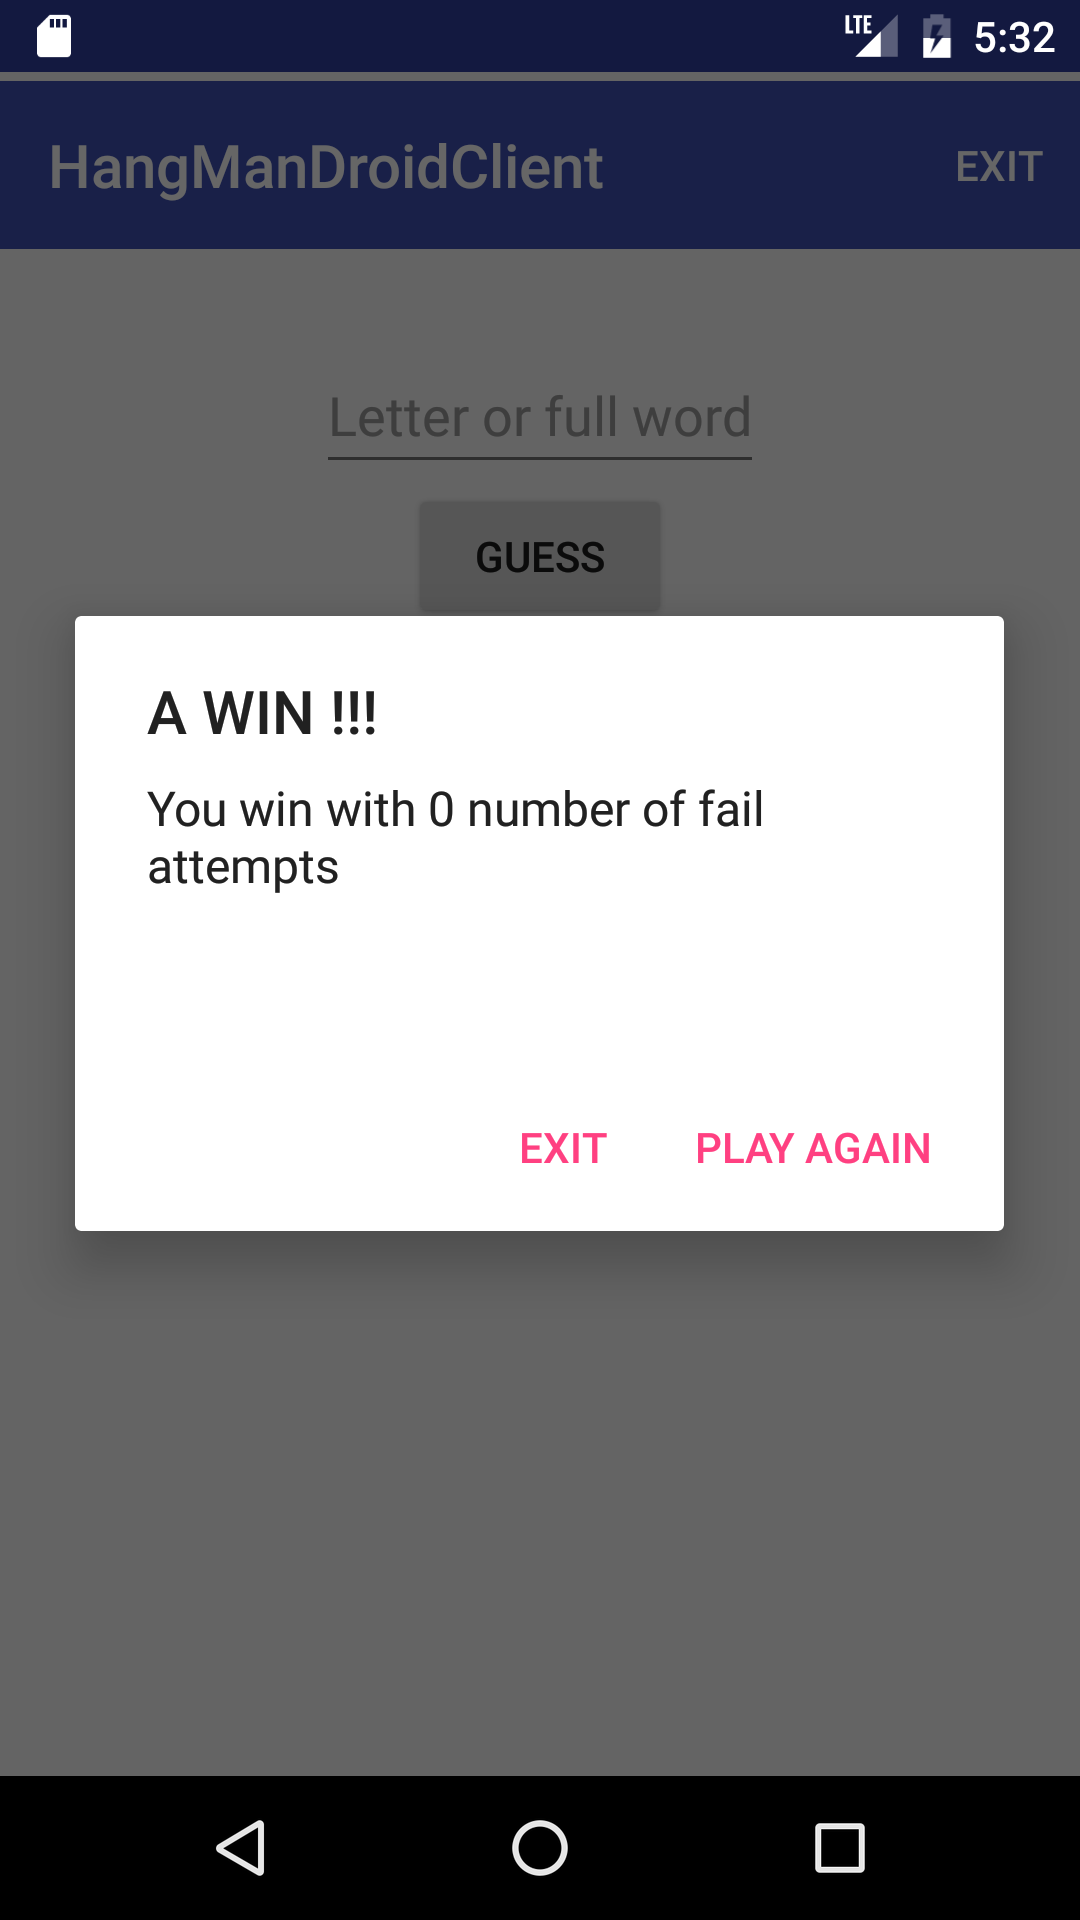 LTE 5:32
HangManDroidClient EXIT
Letter or full word
GUESS
A WIN !!!
You win with 0 number of fail
attempts
EXIT PLAY AGAIN